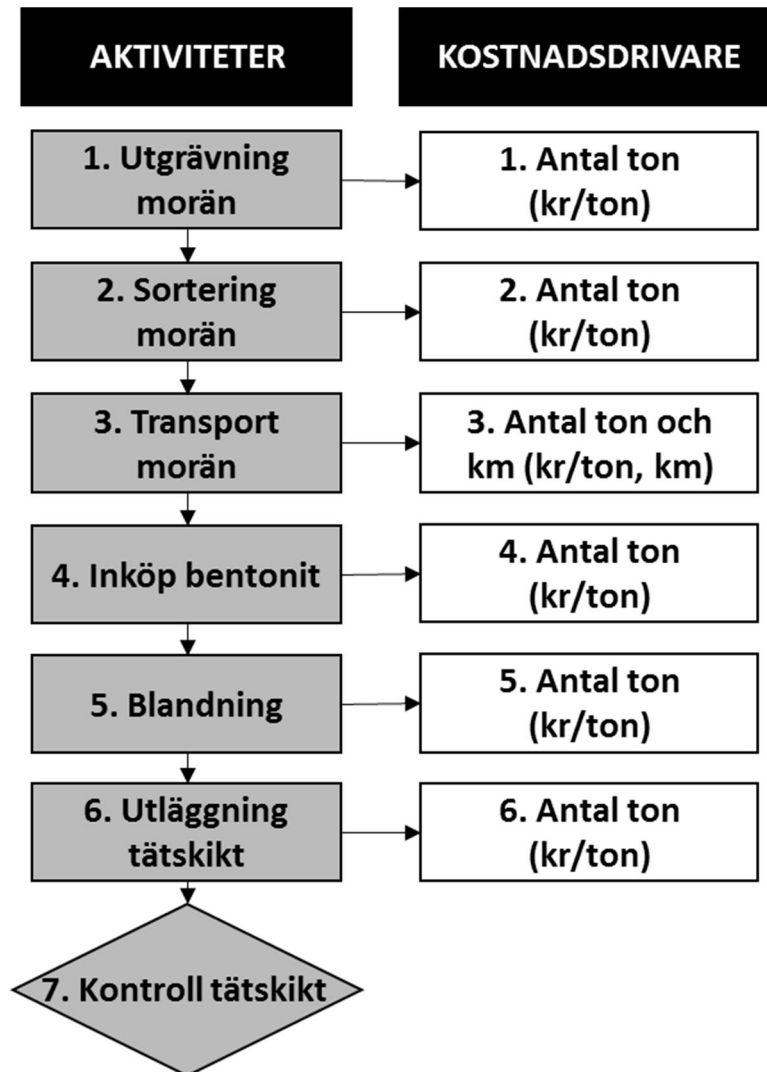 AKTIVITETER
KOSTNADSDRIVARE
1. Utgrävning
morän
1. Antal ton
(kr/ton)
2. Sortering
morän
2. Antal ton
(kr/ton)
3. Transport
morän
3. Antal ton och
km (kr/ton, km)
4. Inköp bentonit
4. Antal ton
(kr/ton)
5. Blandning
5. Antal ton
(kr/ton)
6. Utläggning
tätskikt
6. Antal ton
(kr/ton)
7. Kontroll tätskikt